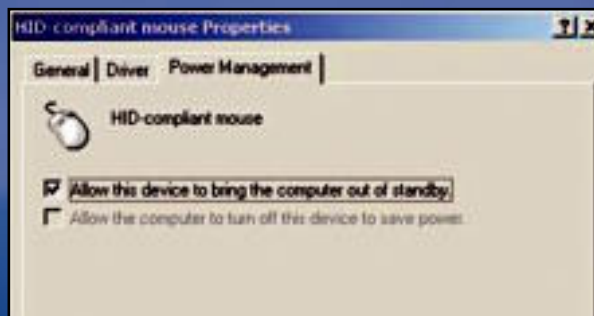 HID-compliant mouse Properties
General Driver Power Management
HID-compliant mouse
Allow this device to bring the computer out of standby.
Allow the computer to turn off this device to save power.